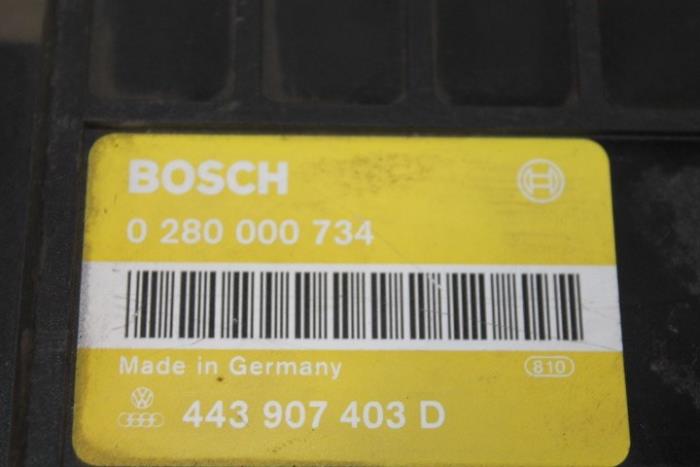 BOSCH
0 280 000 734
Made in Germany 810
443 907 403 D